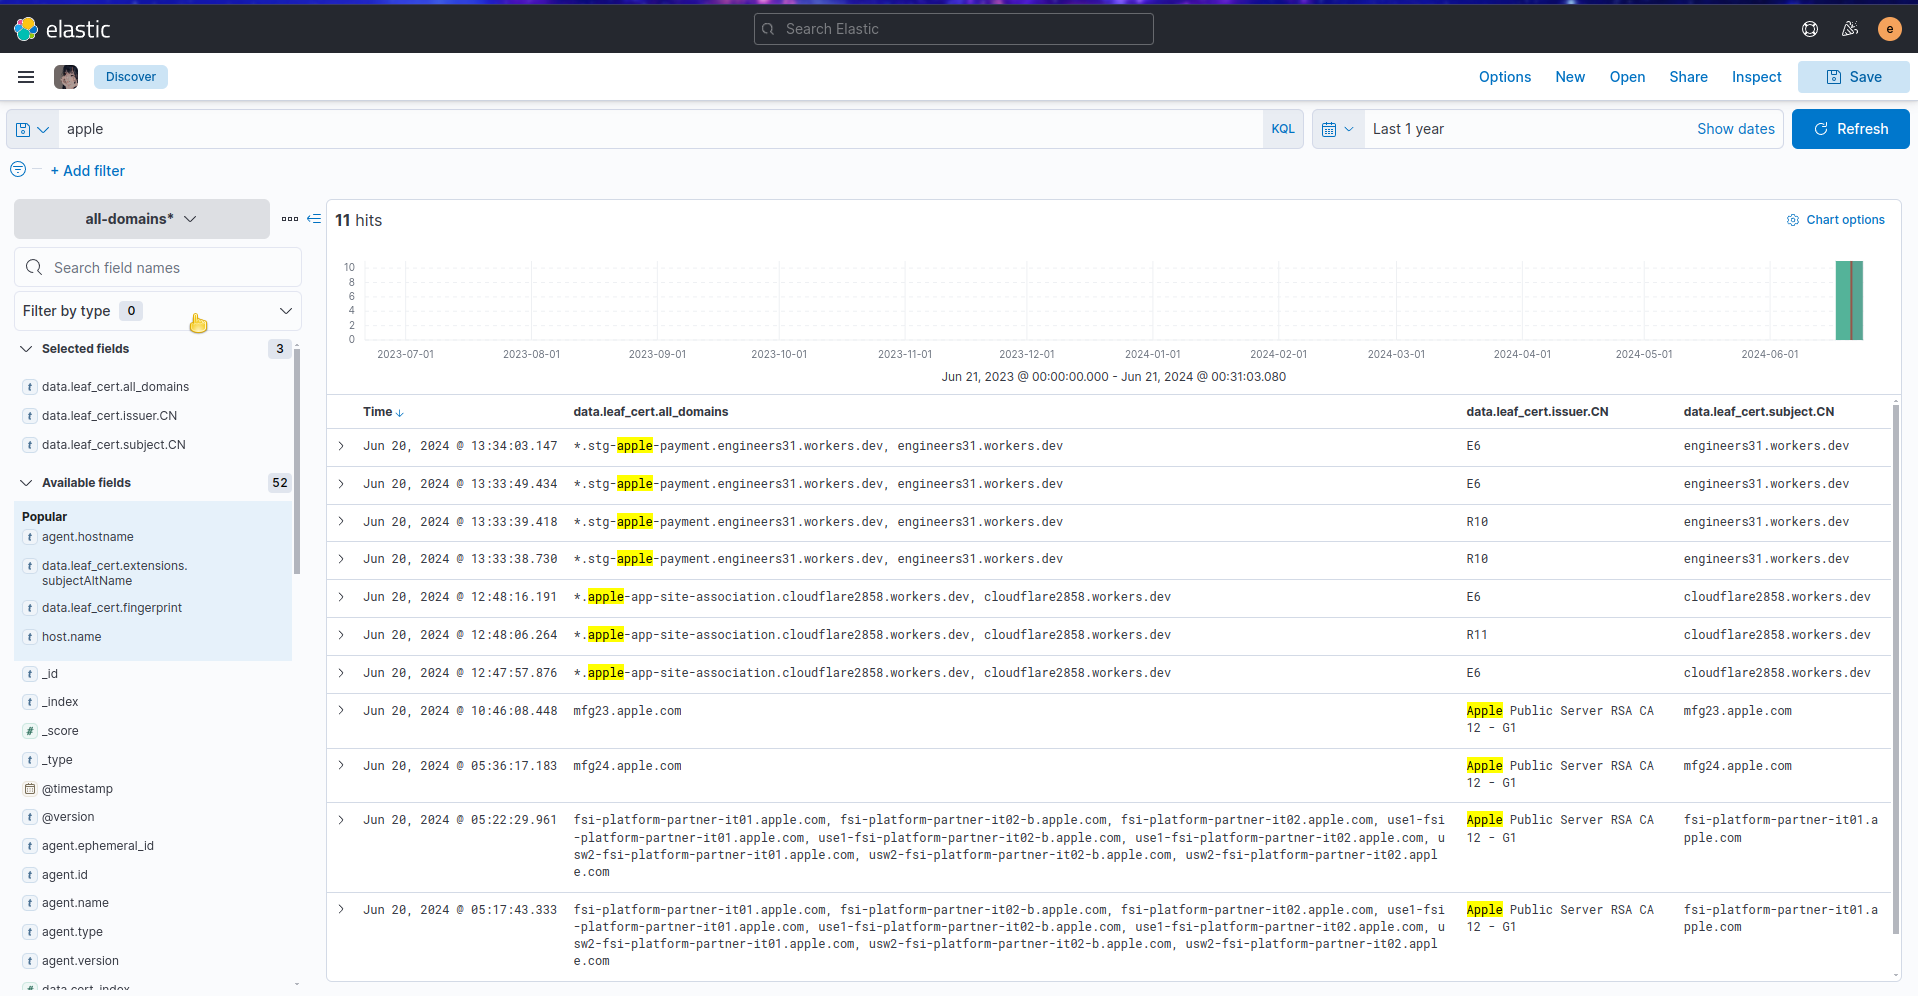 elastic
Search Elastic
e
Discover
Options New Open Share Inspect Save
apple
KQL
Last 1 year
Show dates
Refresh
+ Add filter
all-domains*
Search field names
Filter by type 0
Selected fields 3
t data.leaf_cert.all_domains
t data.leaf_cert.issuer.CN
t data.leaf_cert.subject.CN
Available fields 52
Popular
t agent.hostname
t data.leaf_cert.extensions.
subjectAltName
t data.leaf_cert.fingerprint
t host.name
t _id
t _index
# _score
t _type
@timestamp
t @version
t agent.ephemeral_id
t agent.id
t agent.name
t agent.type
t agent.version
# data.cert_index
11 hits
Chart options
10
8
6
4
2
0
2023-07-01 2023-08-01 2023-09-01 2023-10-01 2023-11-01 2023-12-01 2024-01-01 2024-02-01 2024-03-01 2024-04-01 2024-05-01 2024-06-01
Jun 21, 2023 @ 00:00:00.000 - Jun 21, 2024 @ 00:31:03.080
Time data.leaf_cert.all_domains data.leaf_cert.issuer.CN data.leaf_cert.subject.CN
Jun 20, 2024 @ 13:34:03.147 *.stg-apple-payment.engineers31.workers.dev, engineers31.workers.dev E6 engineers31.workers.dev
Jun 20, 2024 @ 13:33:49.434 *.stg-apple-payment.engineers31.workers.dev, engineers31.workers.dev E6 engineers31.workers.dev
Jun 20, 2024 @ 13:33:39.418 *.stg-apple-payment.engineers31.workers.dev, engineers31.workers.dev R10 engineers31.workers.dev
Jun 20, 2024 @ 13:33:38.730 *.stg-apple-payment.engineers31.workers.dev, engineers31.workers.dev R10 engineers31.workers.dev
Jun 20, 2024 @ 12:48:16.191 *.apple-app-site-association.cloudflare2858.workers.dev, cloudflare2858.workers.dev E6 cloudflare2858.workers.dev
Jun 20, 2024 @ 12:48:06.264 *.apple-app-site-association.cloudflare2858.workers.dev, cloudflare2858.workers.dev R11 cloudflare2858.workers.dev
Jun 20, 2024 @ 12:47:57.876 *.apple-app-site-association.cloudflare2858.workers.dev, cloudflare2858.workers.dev E6 cloudflare2858.workers.dev
Jun 20, 2024 @ 10:46:08.448 mfg23.apple.com Apple Public Server RSA CA mfg23.apple.com
12 - G1
Jun 20, 2024 @ 05:36:17.183 mfg24.apple.com Apple Public Server RSA CA mfg24.apple.com
12 - G1
Jun 20, 2024 @ 05:22:29.961 fsi-platform-partner-it01.apple.com, fsi-platform-partner-it02-b.apple.com, fsi-platform-partner-it02.apple.com, use1-fsi Apple Public Server RSA CA fsi-platform-partner-it01.a
-platform-partner-it01.apple.com, use1-fsi-platform-partner-it02-b.apple.com, use1-fsi-platform-partner-it02.apple.com, u 12 - G1 pple.com
sw2-fsi-platform-partner-it01.apple.com, usw2-fsi-platform-partner-it02-b.apple.com, usw2-fsi-platform-partner-it02.appl
e.com
Jun 20, 2024 @ 05:17:43.333 fsi-platform-partner-it01.apple.com, fsi-platform-partner-it02-b.apple.com, fsi-platform-partner-it02.apple.com, use1-fsi Apple Public Server RSA CA fsi-platform-partner-it01.a
-platform-partner-it01.apple.com, use1-fsi-platform-partner-it02-b.apple.com, use1-fsi-platform-partner-it02.apple.com, u 12 - G1 pple.com
sw2-fsi-platform-partner-it01.apple.com, usw2-fsi-platform-partner-it02-b.apple.com, usw2-fsi-platform-partner-it02.appl
e.com